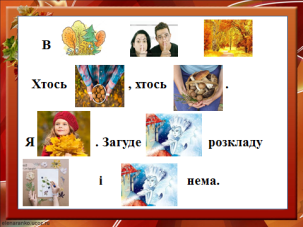 В
Хтось , хтось .
Я . Загуде розкладу
і нема.